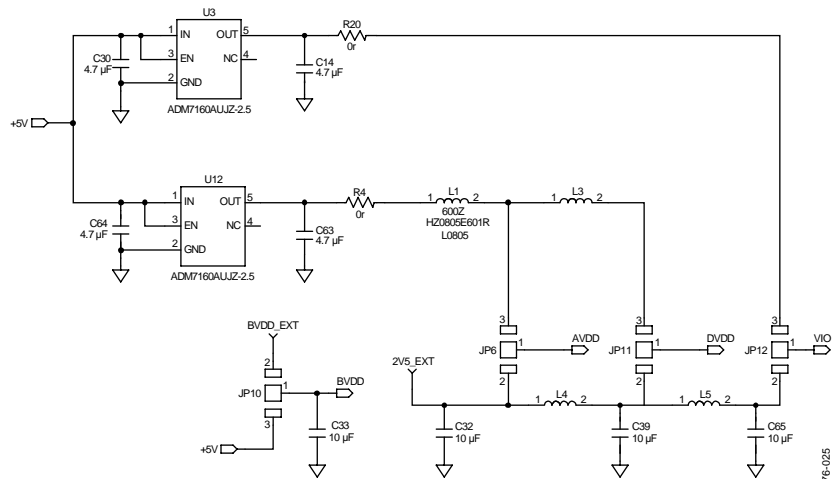 U3
1 IN OUT 5
3 EN NC 4
2 GND
ADM7160AUJZ-2.5
C30
4.7 µF
C14
4.7 µF
R20
0r
+5V
U12
1 IN OUT 5
3 EN NC 4
2 GND
ADM7160AUJZ-2.5
C64
4.7 µF
C63
4.7 µF
R4
0r
1 L1 2
600Z
HZ0805E601R
L0805
1 L3 2
BVDD_EXT
2
JP10 1 BVDD
3
+5V
C33
10 µF
2V5_EXT
3
JP6 1 AVDD
2
3
JP11 1 DVDD
2
3
JP12 1 VIO
2
1 L4 2
1 L5 2
C32
10 µF
C39
10 µF
C65
10 µF
76-025